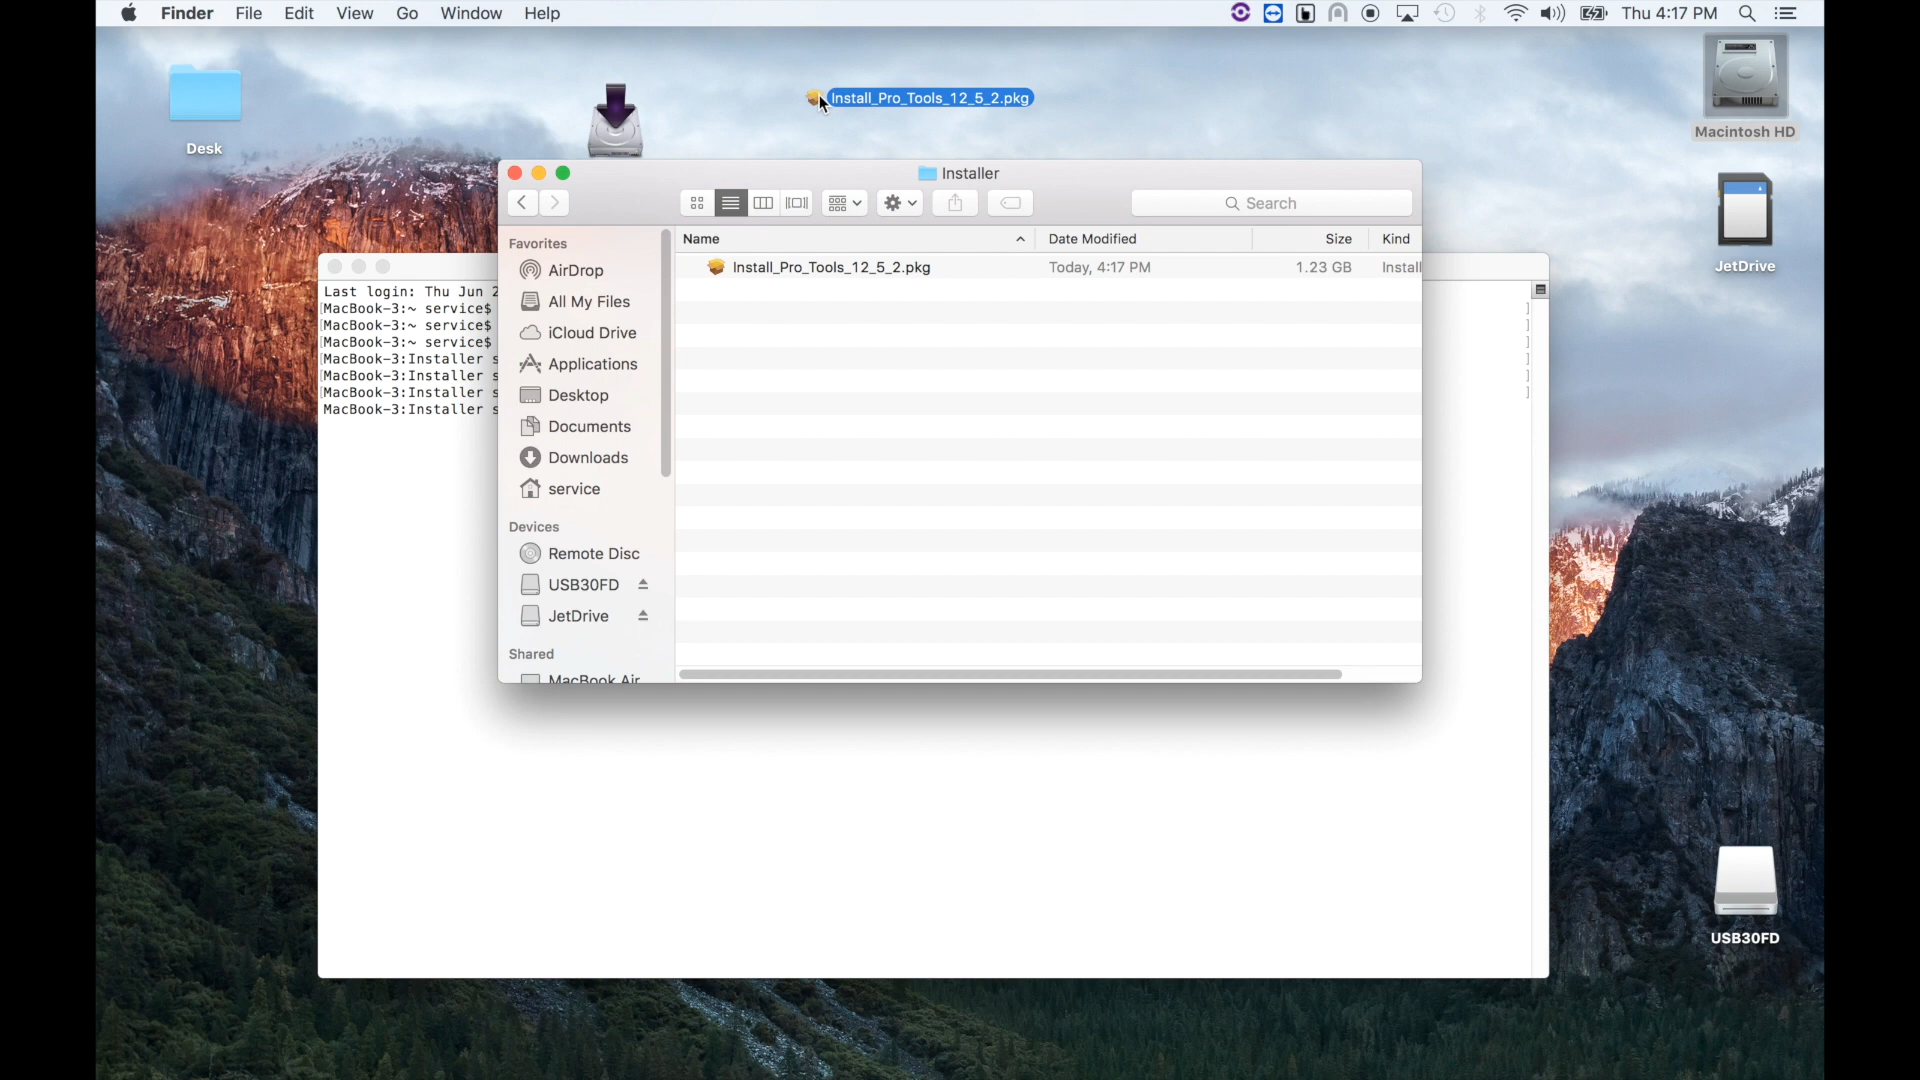 Finder File Edit View Go Window Help
Thu 4:17 PM
Desk
Install_Pro_Tools_12_5_2.pkg
Macintosh HD
JetDrive
USB30FD
Installer
Search
Name Date Modified Size Kind
Install_Pro_Tools_12_5_2.pkg Today, 4:17 PM 1.23 GB Install
Favorites
AirDrop
All My Files
iCloud Drive
Applications
Desktop
Documents
Downloads
service
Devices
Remote Disc
USB30FD
JetDrive
Shared
MacBook Air
Last login: Thu Jun 2
[MacBook-3:~ service$ ]
[MacBook-3:~ service$ ]
[MacBook-3:~ service$ ]
[MacBook-3:Installer s ]
[MacBook-3:Installer s ]
[MacBook-3:Installer s ]
MacBook-3:Installer s